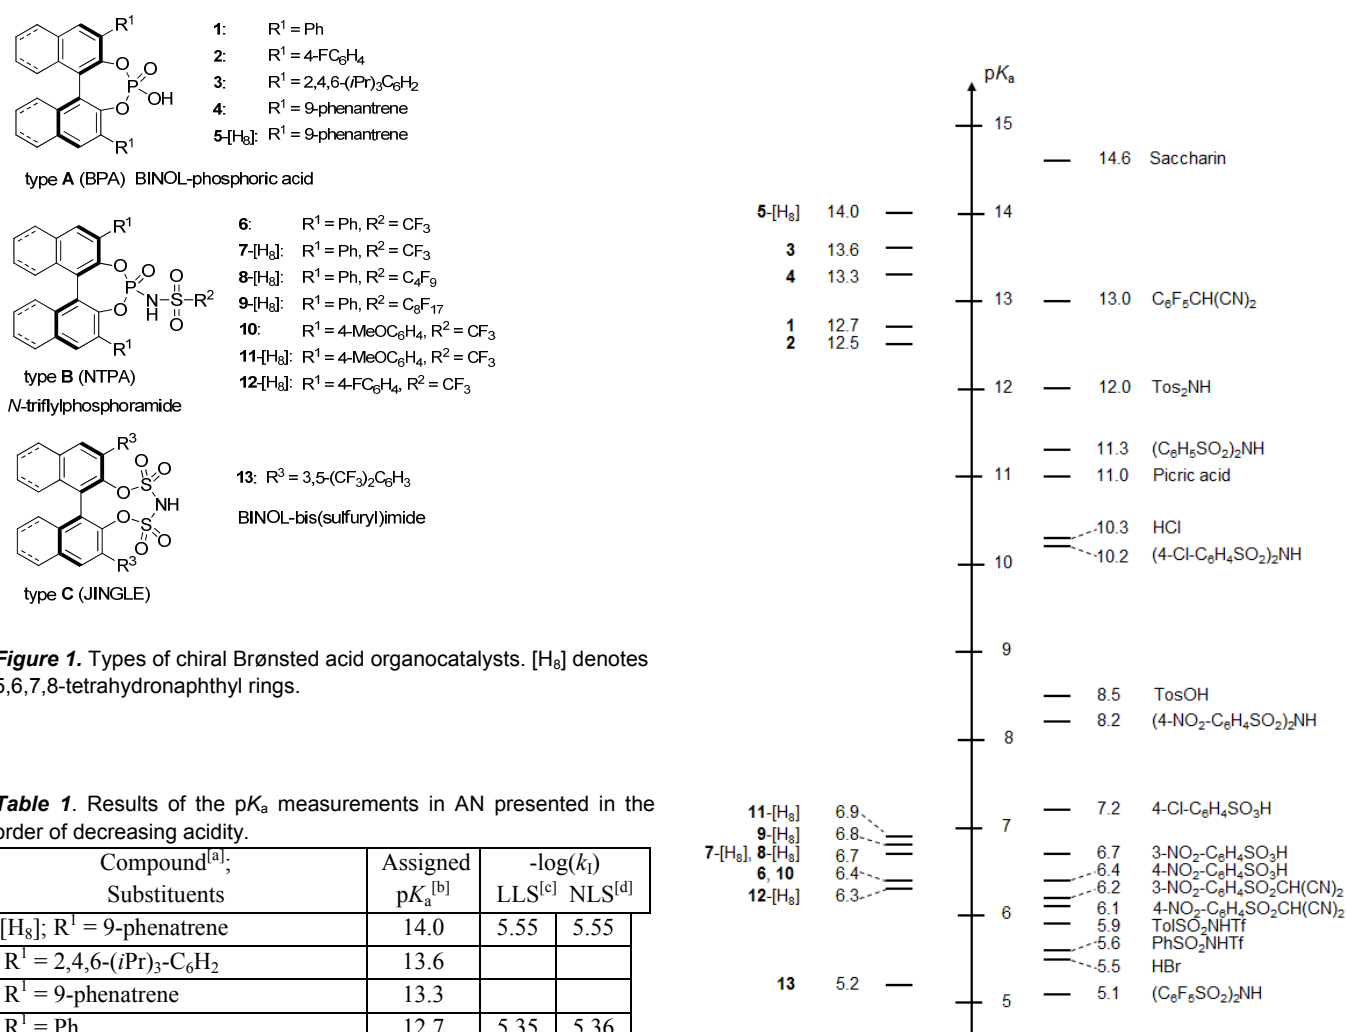 R¹
O
O
P
OH
O
R¹
type A (BPA) BINOL-phosphoric acid
1: R¹ = Ph
2: R¹ = 4-FC₆H₄
3: R¹ = 2,4,6-(iPr)₃C₆H₂
4: R¹ = 9-phenantrene
5-[H₈]: R¹ = 9-phenantrene
R¹
O
O
O
P
S
R²
N
H
O
O
R¹
type B (NTPA)
N-triflylphosphoramide
6: R¹ = Ph, R² = CF₃
7-[H₈]: R¹ = Ph, R² = CF₃
8-[H₈]: R¹ = Ph, R² = C₄F₉
9-[H₈]: R¹ = Ph, R² = C₈F₁₇
10: R¹ = 4-MeOC₆H₄, R² = CF₃
11-[H₈]: R¹ = 4-MeOC₆H₄, R² = CF₃
12-[H₈]: R¹ = 4-FC₆H₄, R² = CF₃
R³
O
O
S
O
NH
O
S
O
O
R³
type C (JINGLE)
13: R³ = 3,5-(CF₃)₂C₆H₃
BINOL-bis(sulfuryl)imide
Figure 1. Types of chiral Brønsted acid organocatalysts. [H₈] denotes
5,6,7,8-tetrahydronaphthyl rings.
Table 1. Results of the pKₐ measurements in AN presented in the
order of decreasing acidity.
Compound[a]; Assigned -log(k_I)
Substituents pKₐ[b] LLS[c] NLS[d]
[H₈]; R¹ = 9-phenatrene 14.0 5.55 5.55
R¹ = 2,4,6-(iPr)₃-C₆H₂ 13.6
R¹ = 9-phenatrene 13.3
R¹ = Ph 12.7 5.35 5.36
pKₐ
15
14.6 Saccharin
5-[H₈] 14.0 14
3 13.6
4 13.3
13 13.0 C₆F₅CH(CN)₂
1 12.7
2 12.5
12 12.0 Tos₂NH
11.3 (C₆H₅SO₂)₂NH
11 11.0 Picric acid
10.3 HCl
10.2 (4-Cl-C₆H₄SO₂)₂NH
10
9
8.5 TosOH
8.2 (4-NO₂-C₆H₄SO₂)₂NH
8
7.2 4-Cl-C₆H₄SO₃H
11-[H₈] 6.9 7
9-[H₈] 6.8
7-[H₈], 8-[H₈] 6.7 6.7 3-NO₂-C₆H₄SO₃H
6, 10 6.4 6.4 4-NO₂-C₆H₄SO₃H
12-[H₈] 6.3 6.2 3-NO₂-C₆H₄SO₂CH(CN)₂
6 6.1 4-NO₂-C₆H₄SO₂CH(CN)₂
5.9 TolSO₂NHTf
5.6 PhSO₂NHTf
5.5 HBr
13 5.2
5 5.1 (C₆F₅SO₂)₂NH